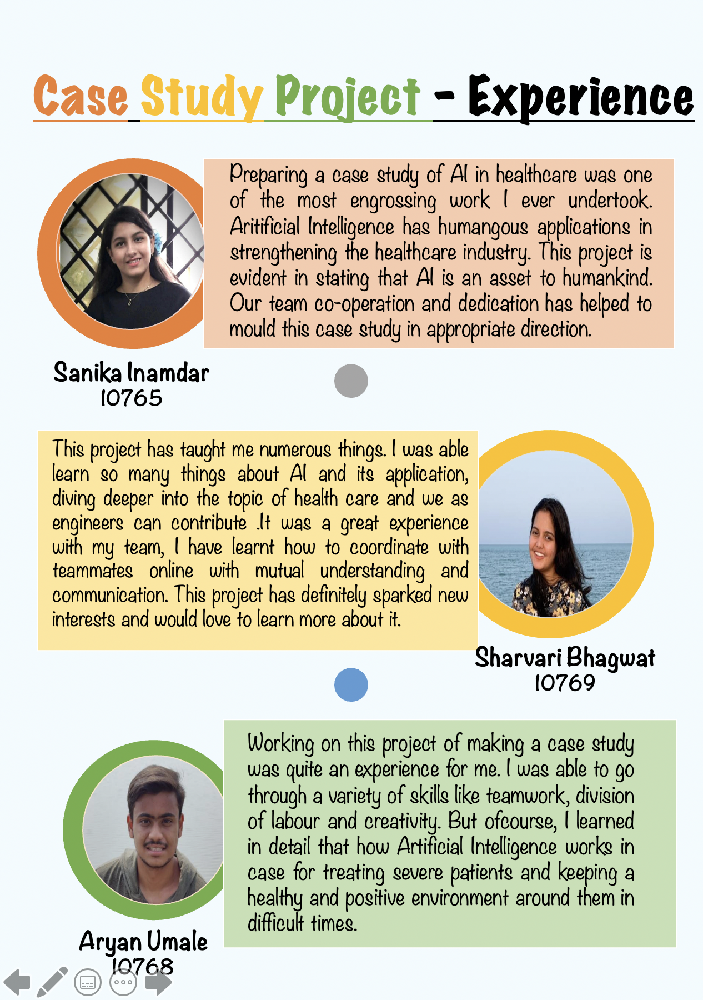 Case Study Project - Experience
Preparing a case study of AI in healthcare was one
of the most engrossing work I ever undertook.
Aritificial Intelligence has humangous applications in
strengthening the healthcare industry. This project is
evident in stating that AI is an asset to humankind.
Our team co-operation and dedication has helped to
mould this case study in appropriate direction.
Sanika Inamdar
10765
This project has taught me numerous things. I was able
learn so many things about AI and its application,
diving deeper into the topic of health care and we as
engineers can contribute .It was a great experience
with my team, I have learnt how to coordinate with
teammates online with mutual understanding and
communication. This project has definitely sparked new
interests and would love to learn more about it.
Sharvari Bhagwat
10769
Working on this project of making a case study
was quite an experience for me. I was able to go
through a variety of skills like teamwork, division
of labour and creativity. But ofcourse, I learned
in detail that how Artificial Intelligence works in
case for treating severe patients and keeping a
healthy and positive environment around them in
difficult times.
Aryan Umale
10768